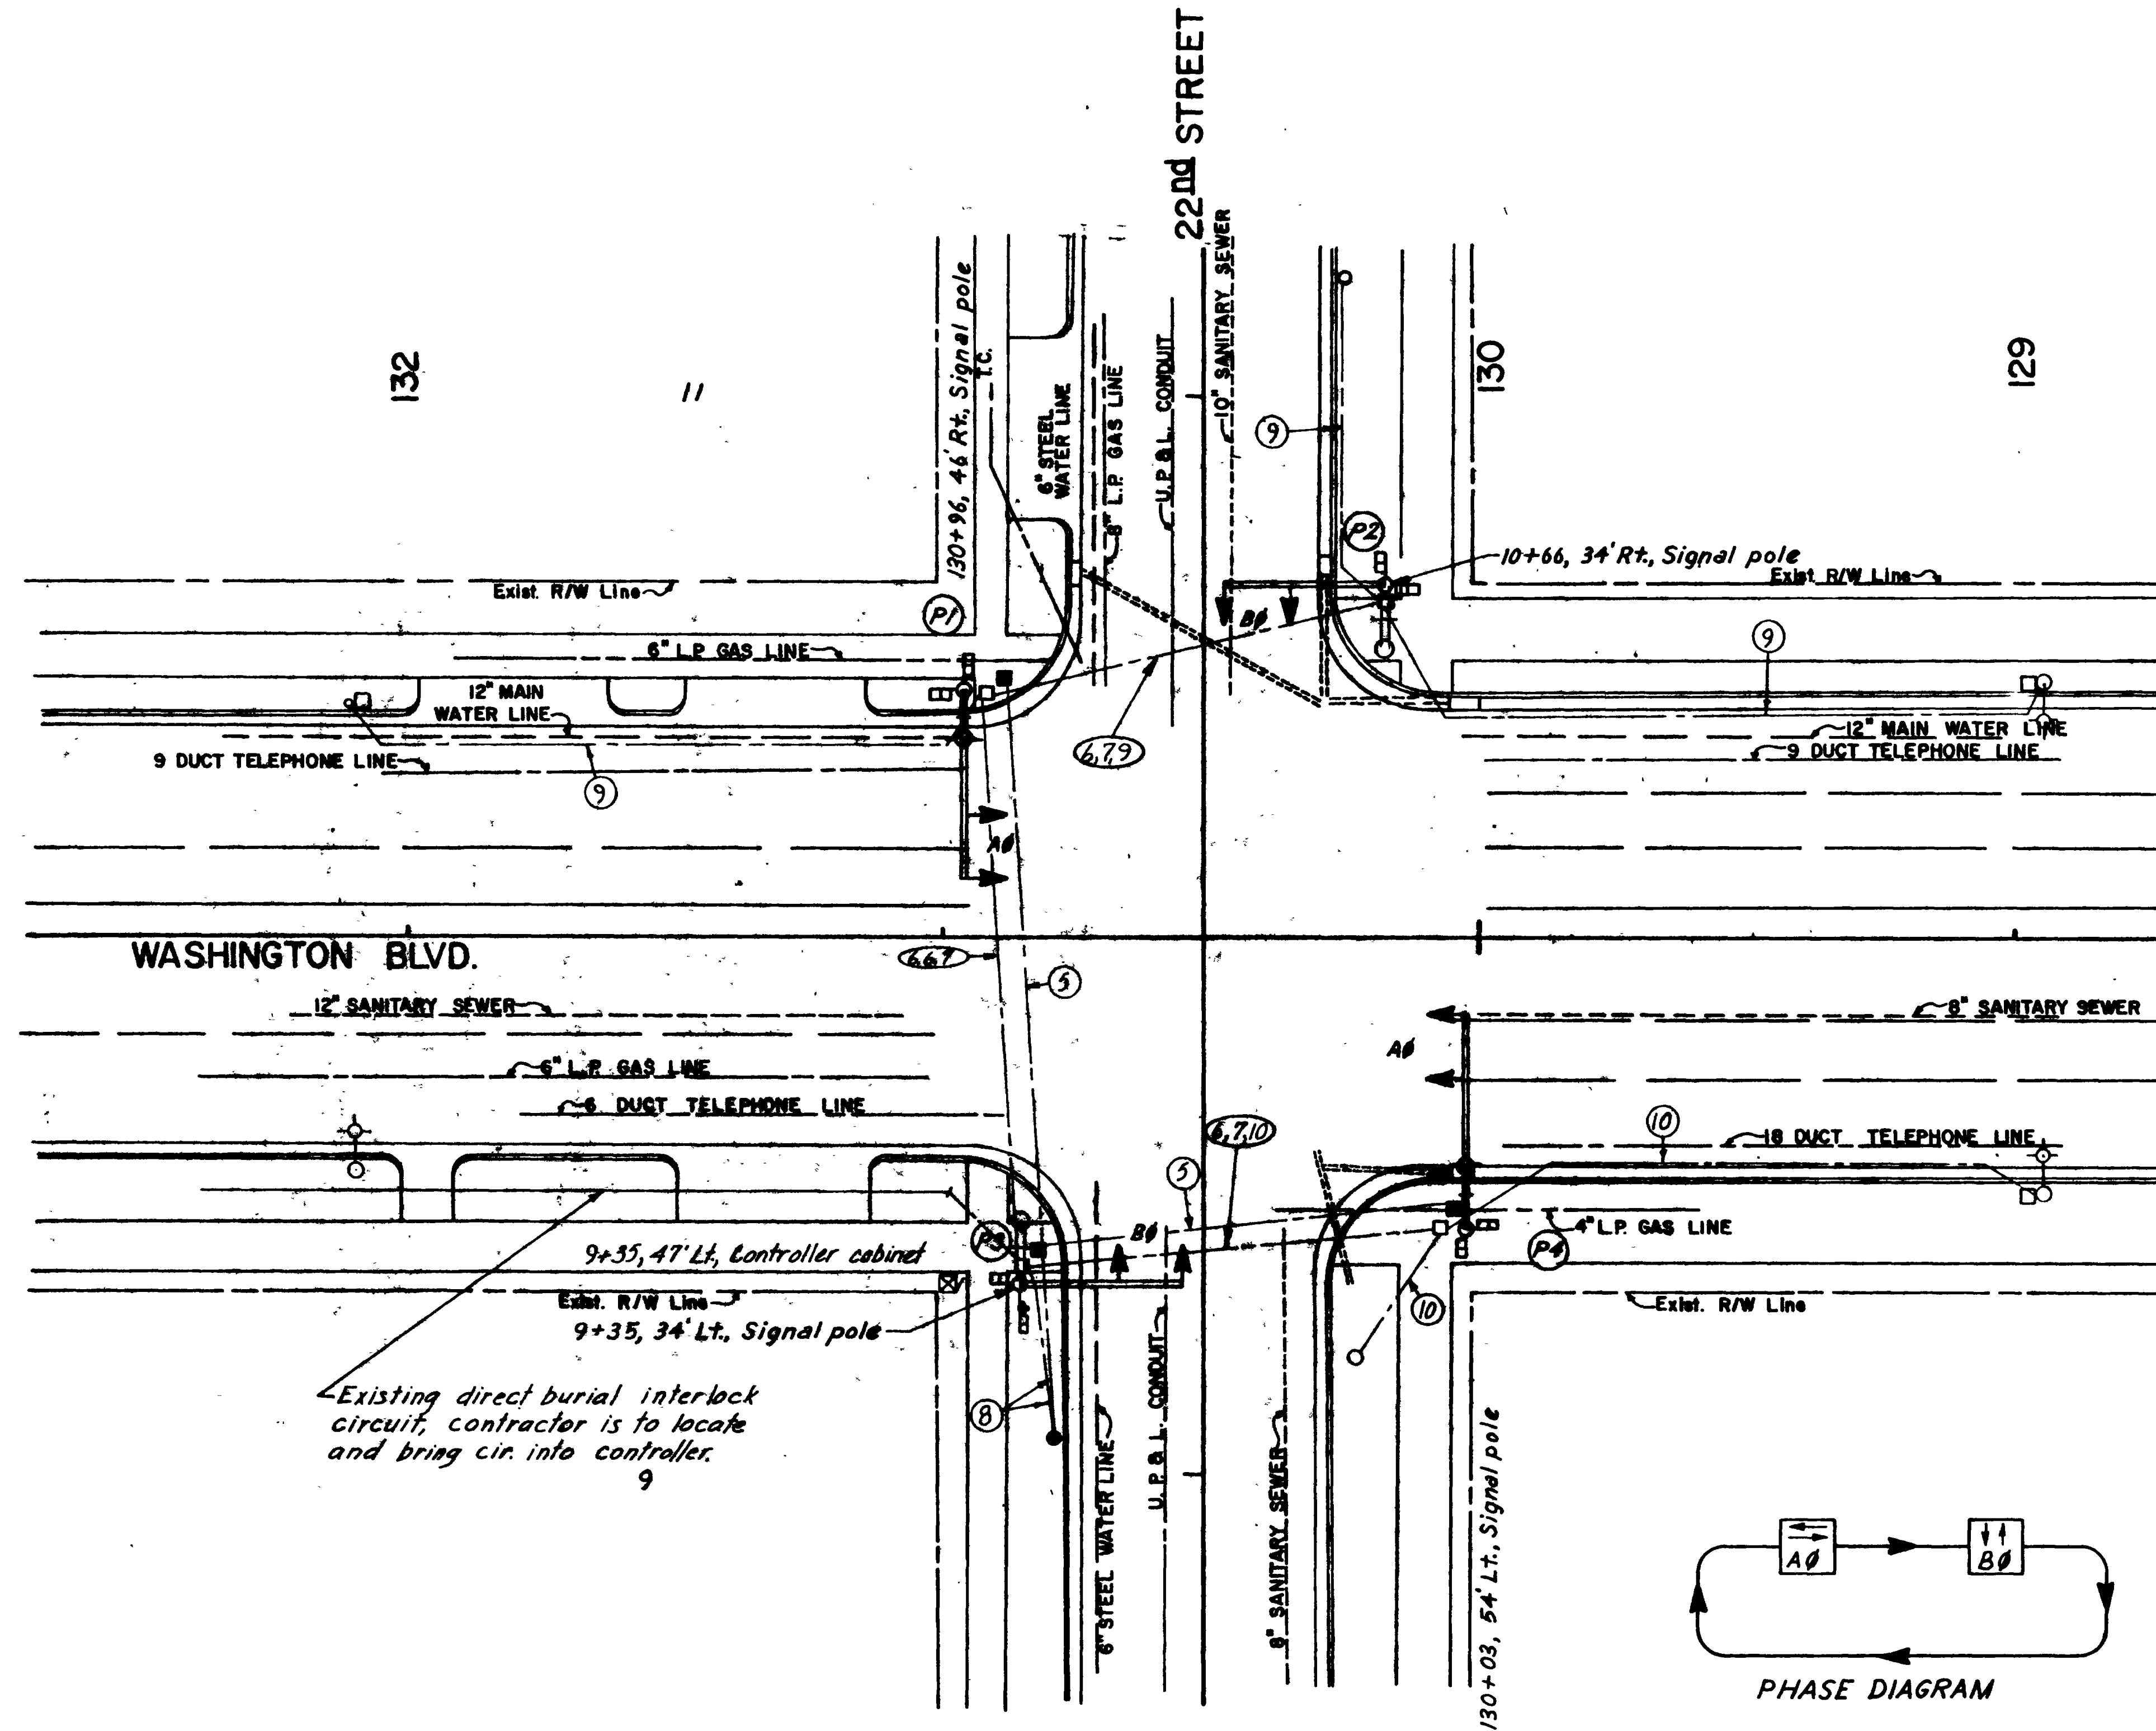 22nd STREET
10" SANITARY SEWER
130+96, 46' Rt., Signal pole
T.C.
6" STEEL
WATER LINE
8" L.P. GAS LINE
U.P. & L. CONDUIT
132
11
9
130
129
P2
10+66, 34' Rt., Signal pole
Exist. R/W Line
Exist. R/W Line
P1
BØ
9
6" L.P. GAS LINE
12" MAIN
WATER LINE
9 DUCT TELEPHONE LINE
9
6,7,9
12" MAIN WATER LINE
9 DUCT TELEPHONE LINE
AØ
WASHINGTON BLVD.
6,6,7
5
12" SANITARY SEWER
8" SANITARY SEWER
AØ
6" L.P. GAS LINE
6 DUCT TELEPHONE LINE
6,7,10
10
18 DUCT TELEPHONE LINE
5
BØ
4" L.P. GAS LINE
P3
P4
9+35, 47' Lt., Controller cabinet
Exist. R/W Line
10
Exist. R/W Line
9+35, 34' Lt., Signal pole
Existing direct burial interlock
circuit, contractor is to locate
and bring cir. into controller.
9
8
6" STEEL WATER LINE
U.P. & L. CONDUIT
8" SANITARY SEWER
130+03, 54' Lt., Signal pole
AØ
BØ
PHASE DIAGRAM